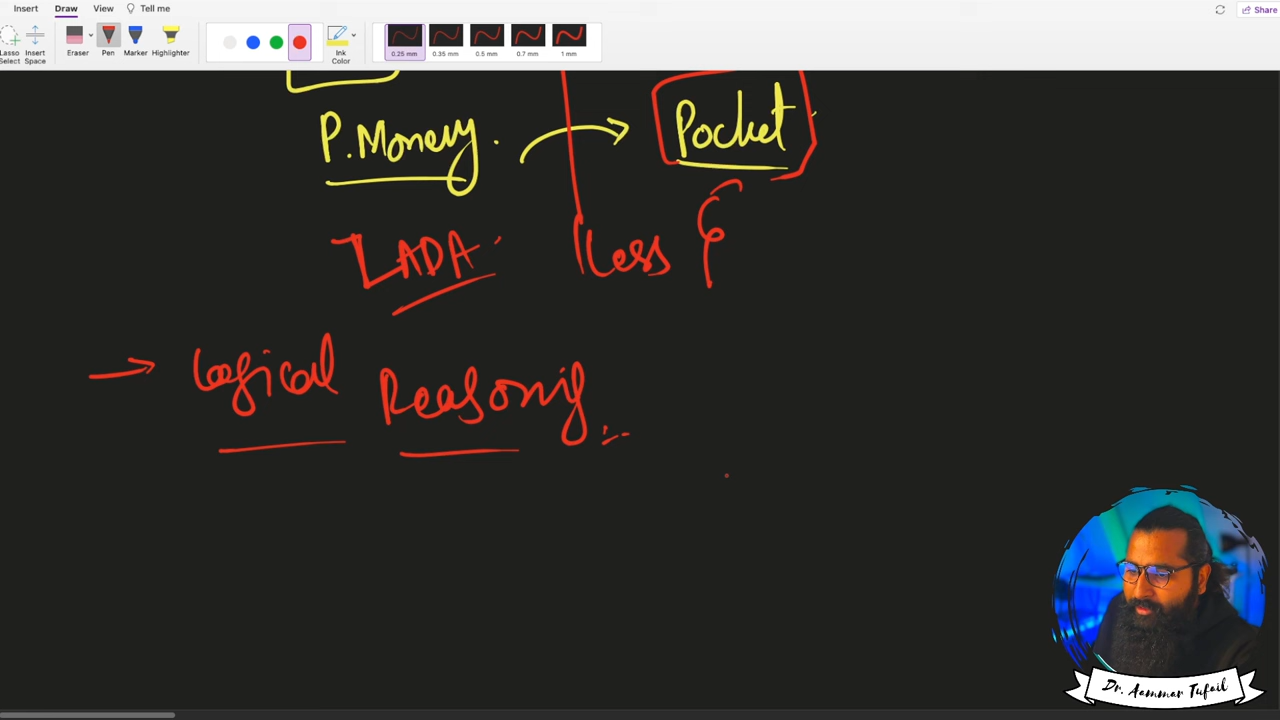 Insert Draw View Tell me Share
Lasso Select Insert Space Eraser Pen Marker Highlighter Ink Color 0.25 mm 0.35 mm 0.5 mm 0.7 mm 1 mm
P. Money. Pocket
LADA. Less
Logical Reasoning
Dr. Aammar Tufail